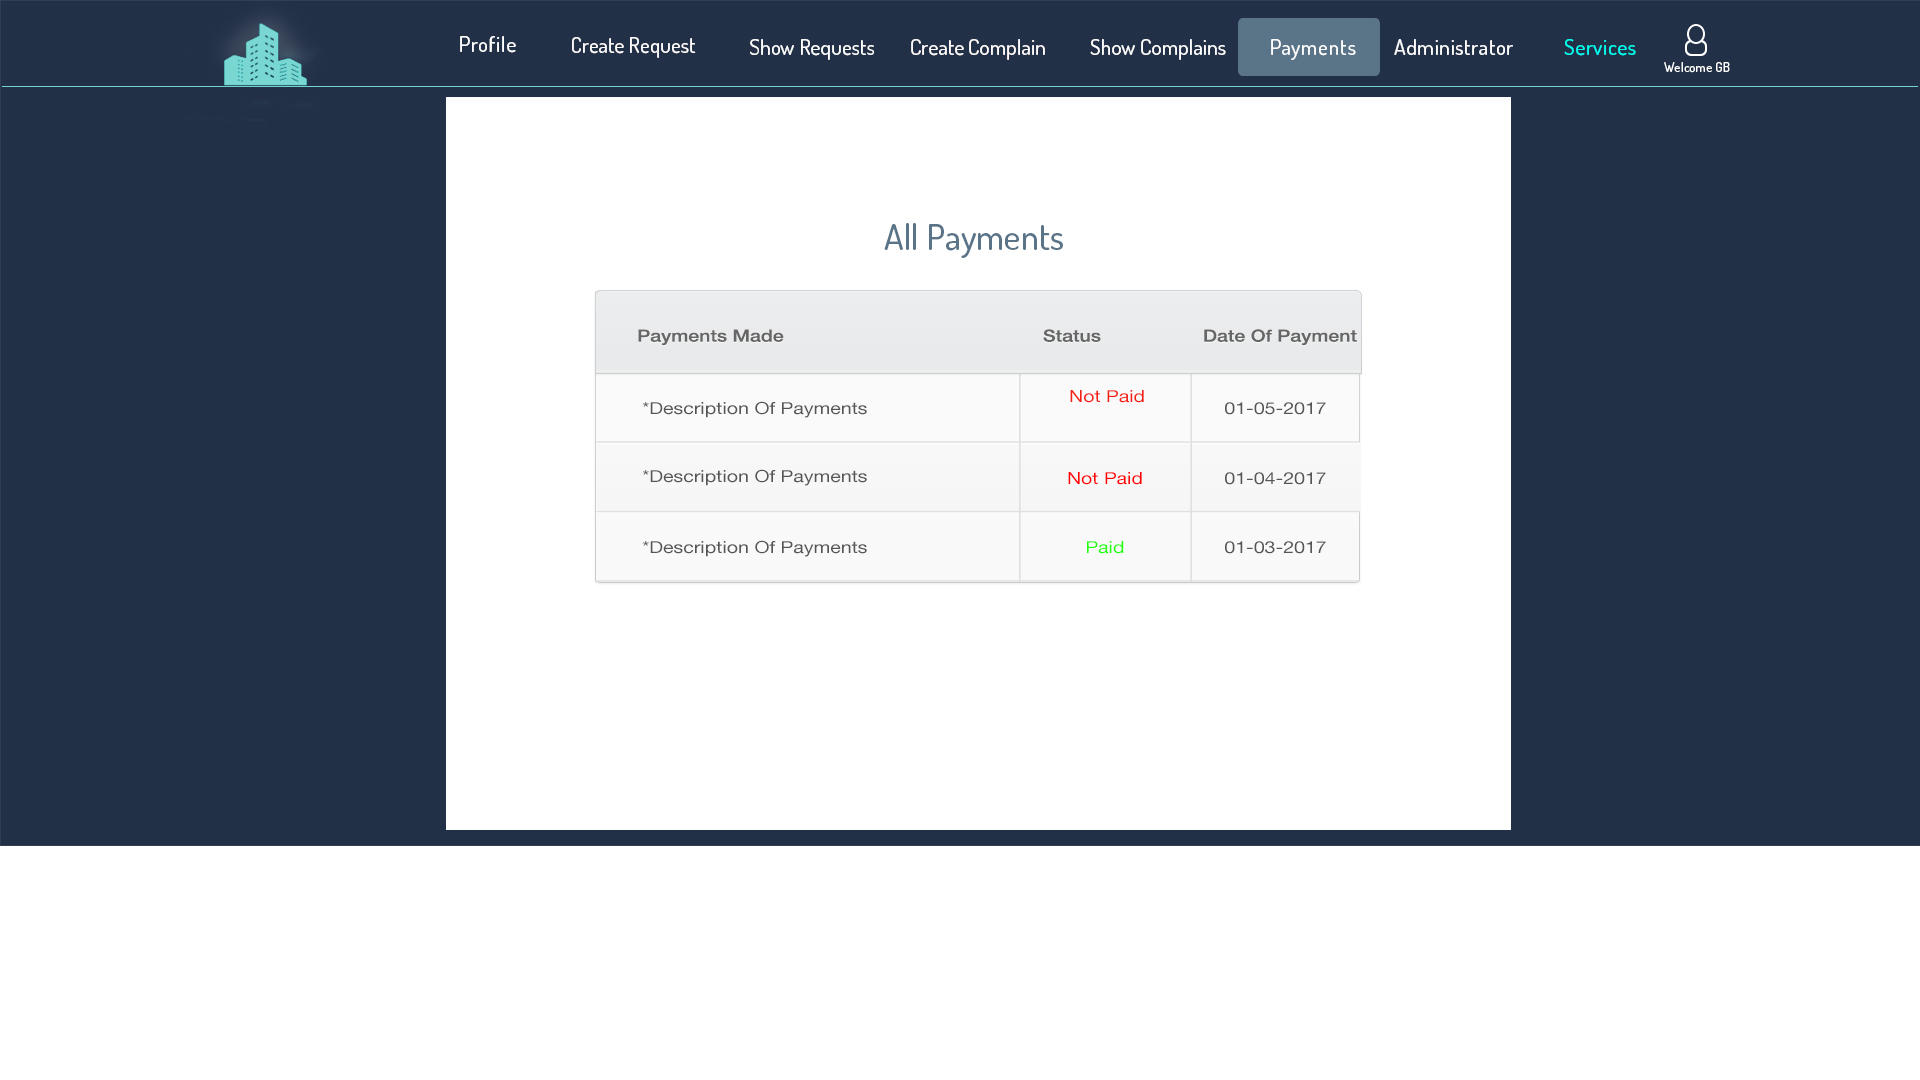 Profile Create Request Show Requests Create Complain Show Complains Payments Administrator Services
Welcome GB
All Payments
Payments Made Status Date Of Payment
*Description Of Payments Not Paid 01-05-2017
*Description Of Payments Not Paid 01-04-2017
*Description Of Payments Paid 01-03-2017